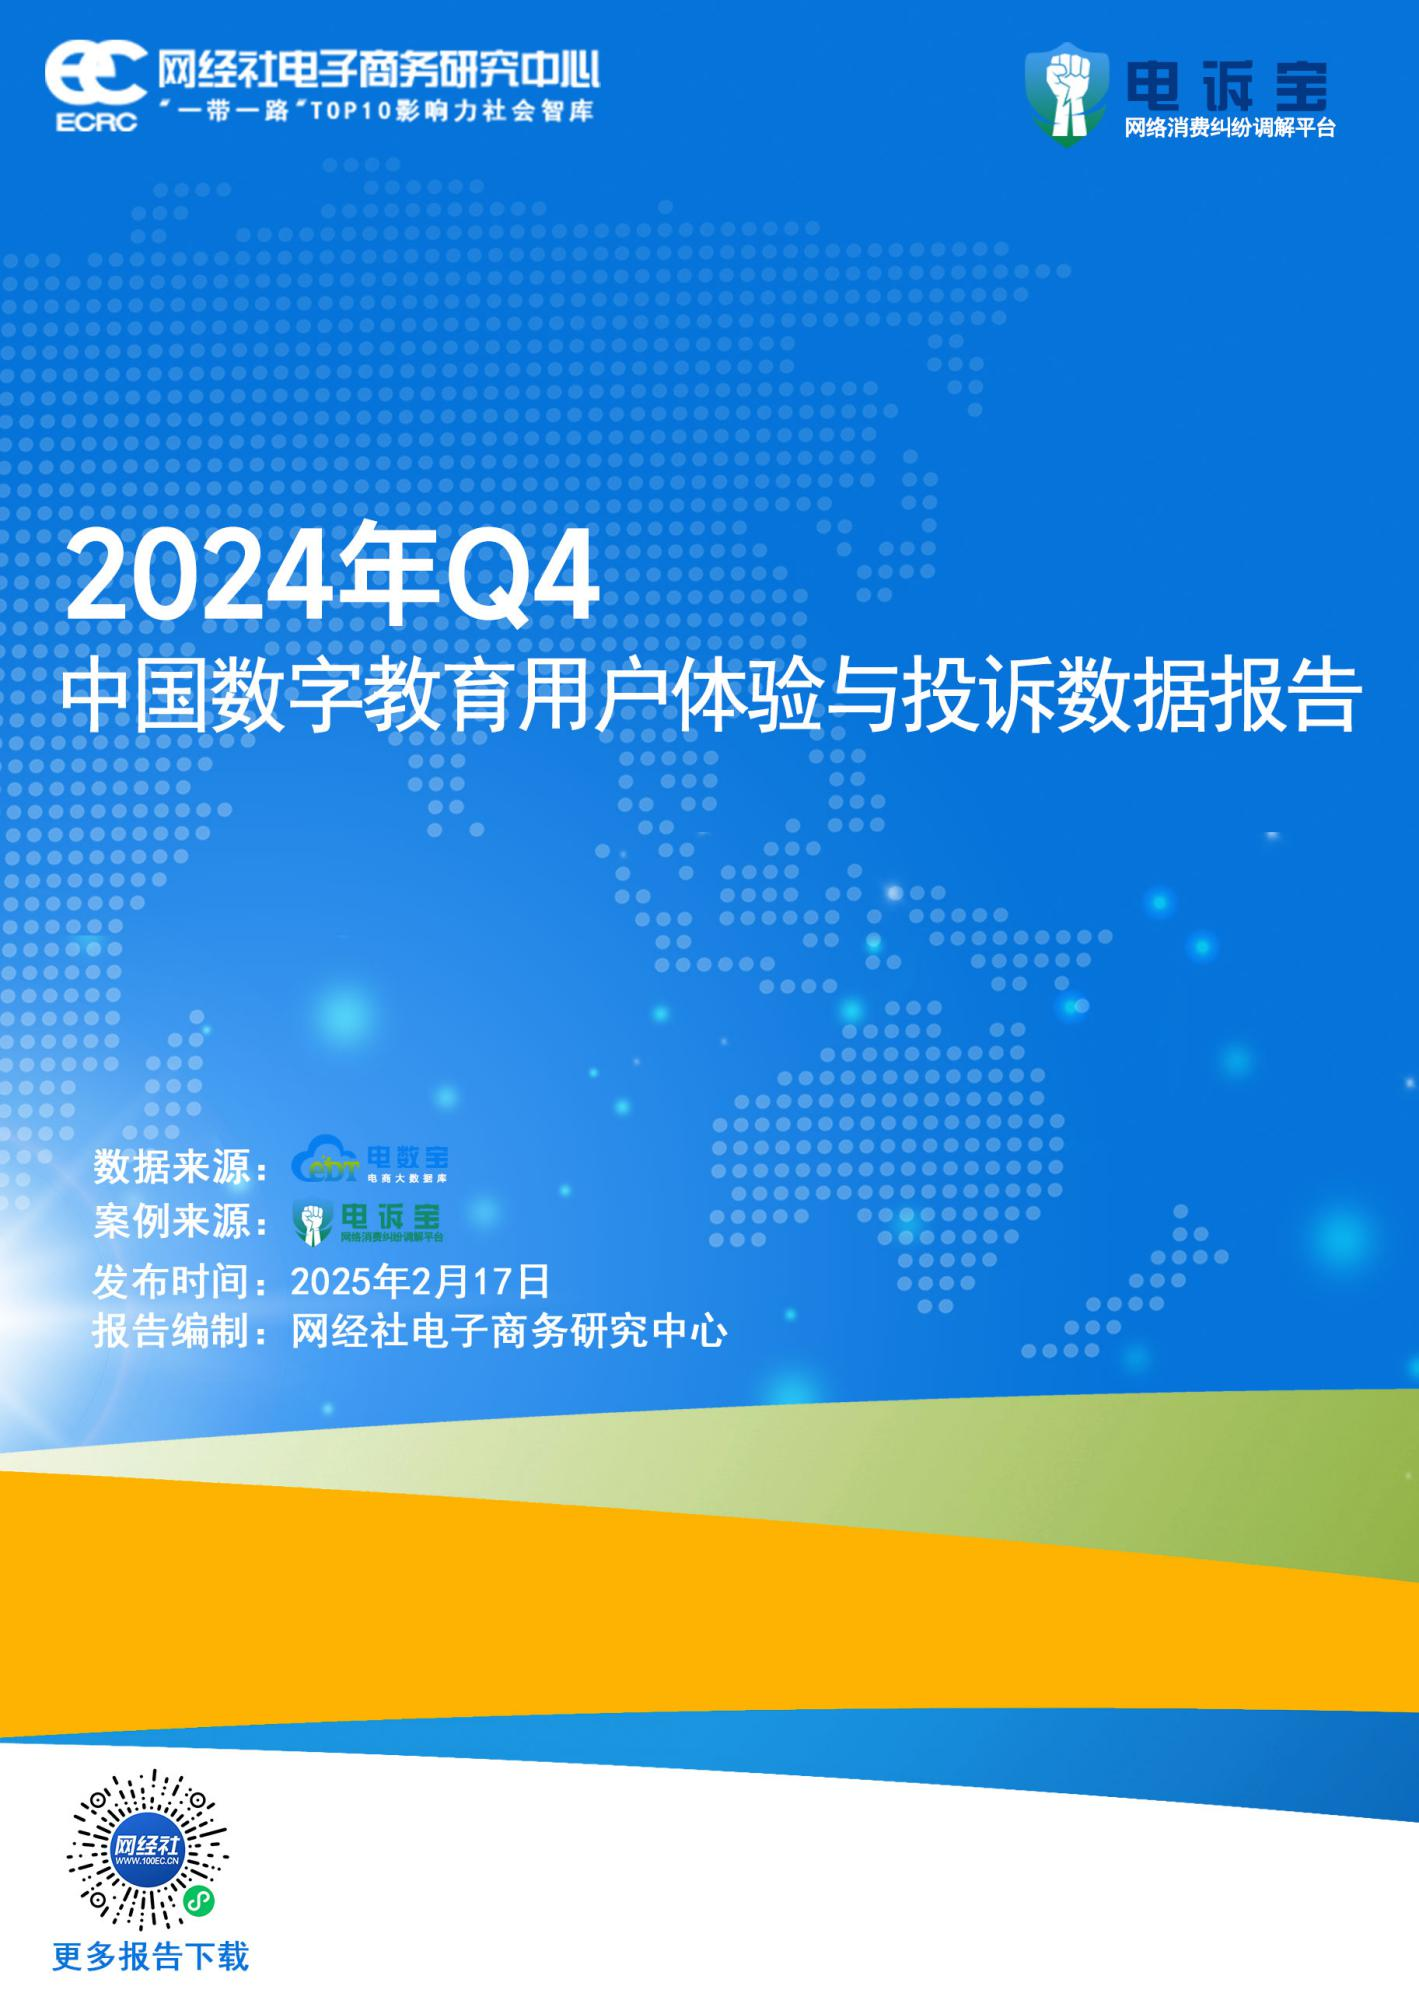 网经社电子商务研究中心
"一带一路"TOP10影响力社会智库
ECRC
电诉宝
网络消费纠纷调解平台
2024年Q4
中国数字教育用户体验与投诉数据报告
数据来源：eDT 电数宝
电商大数据库
案例来源：电诉宝
网络消费纠纷调解平台
发布时间：2025年2月17日
报告编制：网经社电子商务研究中心
网经社
WWW.100EC.CN
更多报告下载